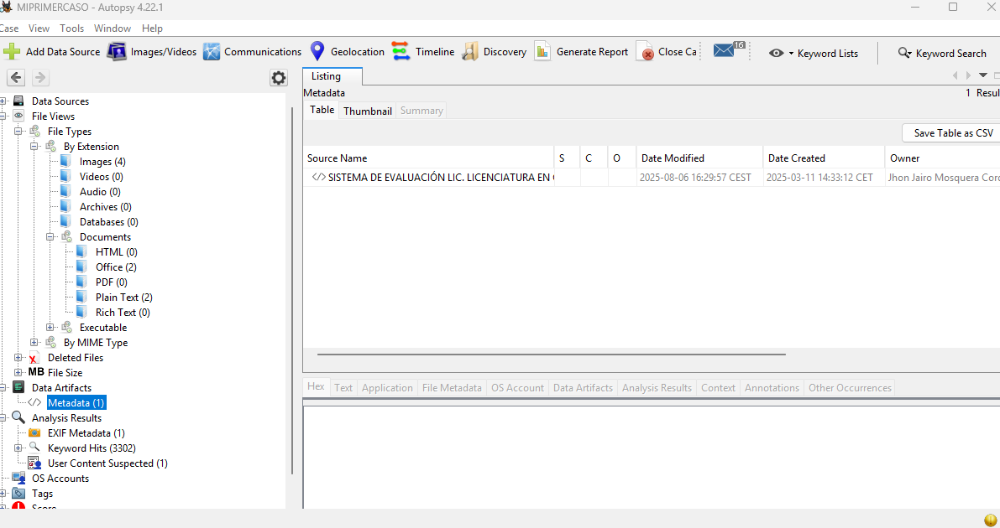 MIPRIMERCASO - Autopsy 4.22.1
Case View Tools Window Help
Add Data Source Images/Videos Communications Geolocation Timeline Discovery Generate Report Close Ca 16 Keyword Lists Keyword Search
Listing
Metadata 1 Resul
Table Thumbnail Summary
Save Table as CSV
Source Name S C O Date Modified Date Created Owner
</> SISTEMA DE EVALUACIÓN LIC. LICENCIATURA EN 2025-08-06 16:29:57 CEST 2025-03-11 14:33:12 CET Jhon Jairo Mosquera Coro
Data Sources
File Views
File Types
By Extension
Images (4)
Videos (0)
Audio (0)
Archives (0)
Databases (0)
Documents
HTML (0)
Office (2)
PDF (0)
Plain Text (2)
Rich Text (0)
Executable
By MIME Type
Deleted Files
MB File Size
Data Artifacts
</> Metadata (1)
Analysis Results
EXIF Metadata (1)
Keyword Hits (3302)
User Content Suspected (1)
OS Accounts
Tags
Score
Hex Text Application File Metadata OS Account Data Artifacts Analysis Results Context Annotations Other Occurrences